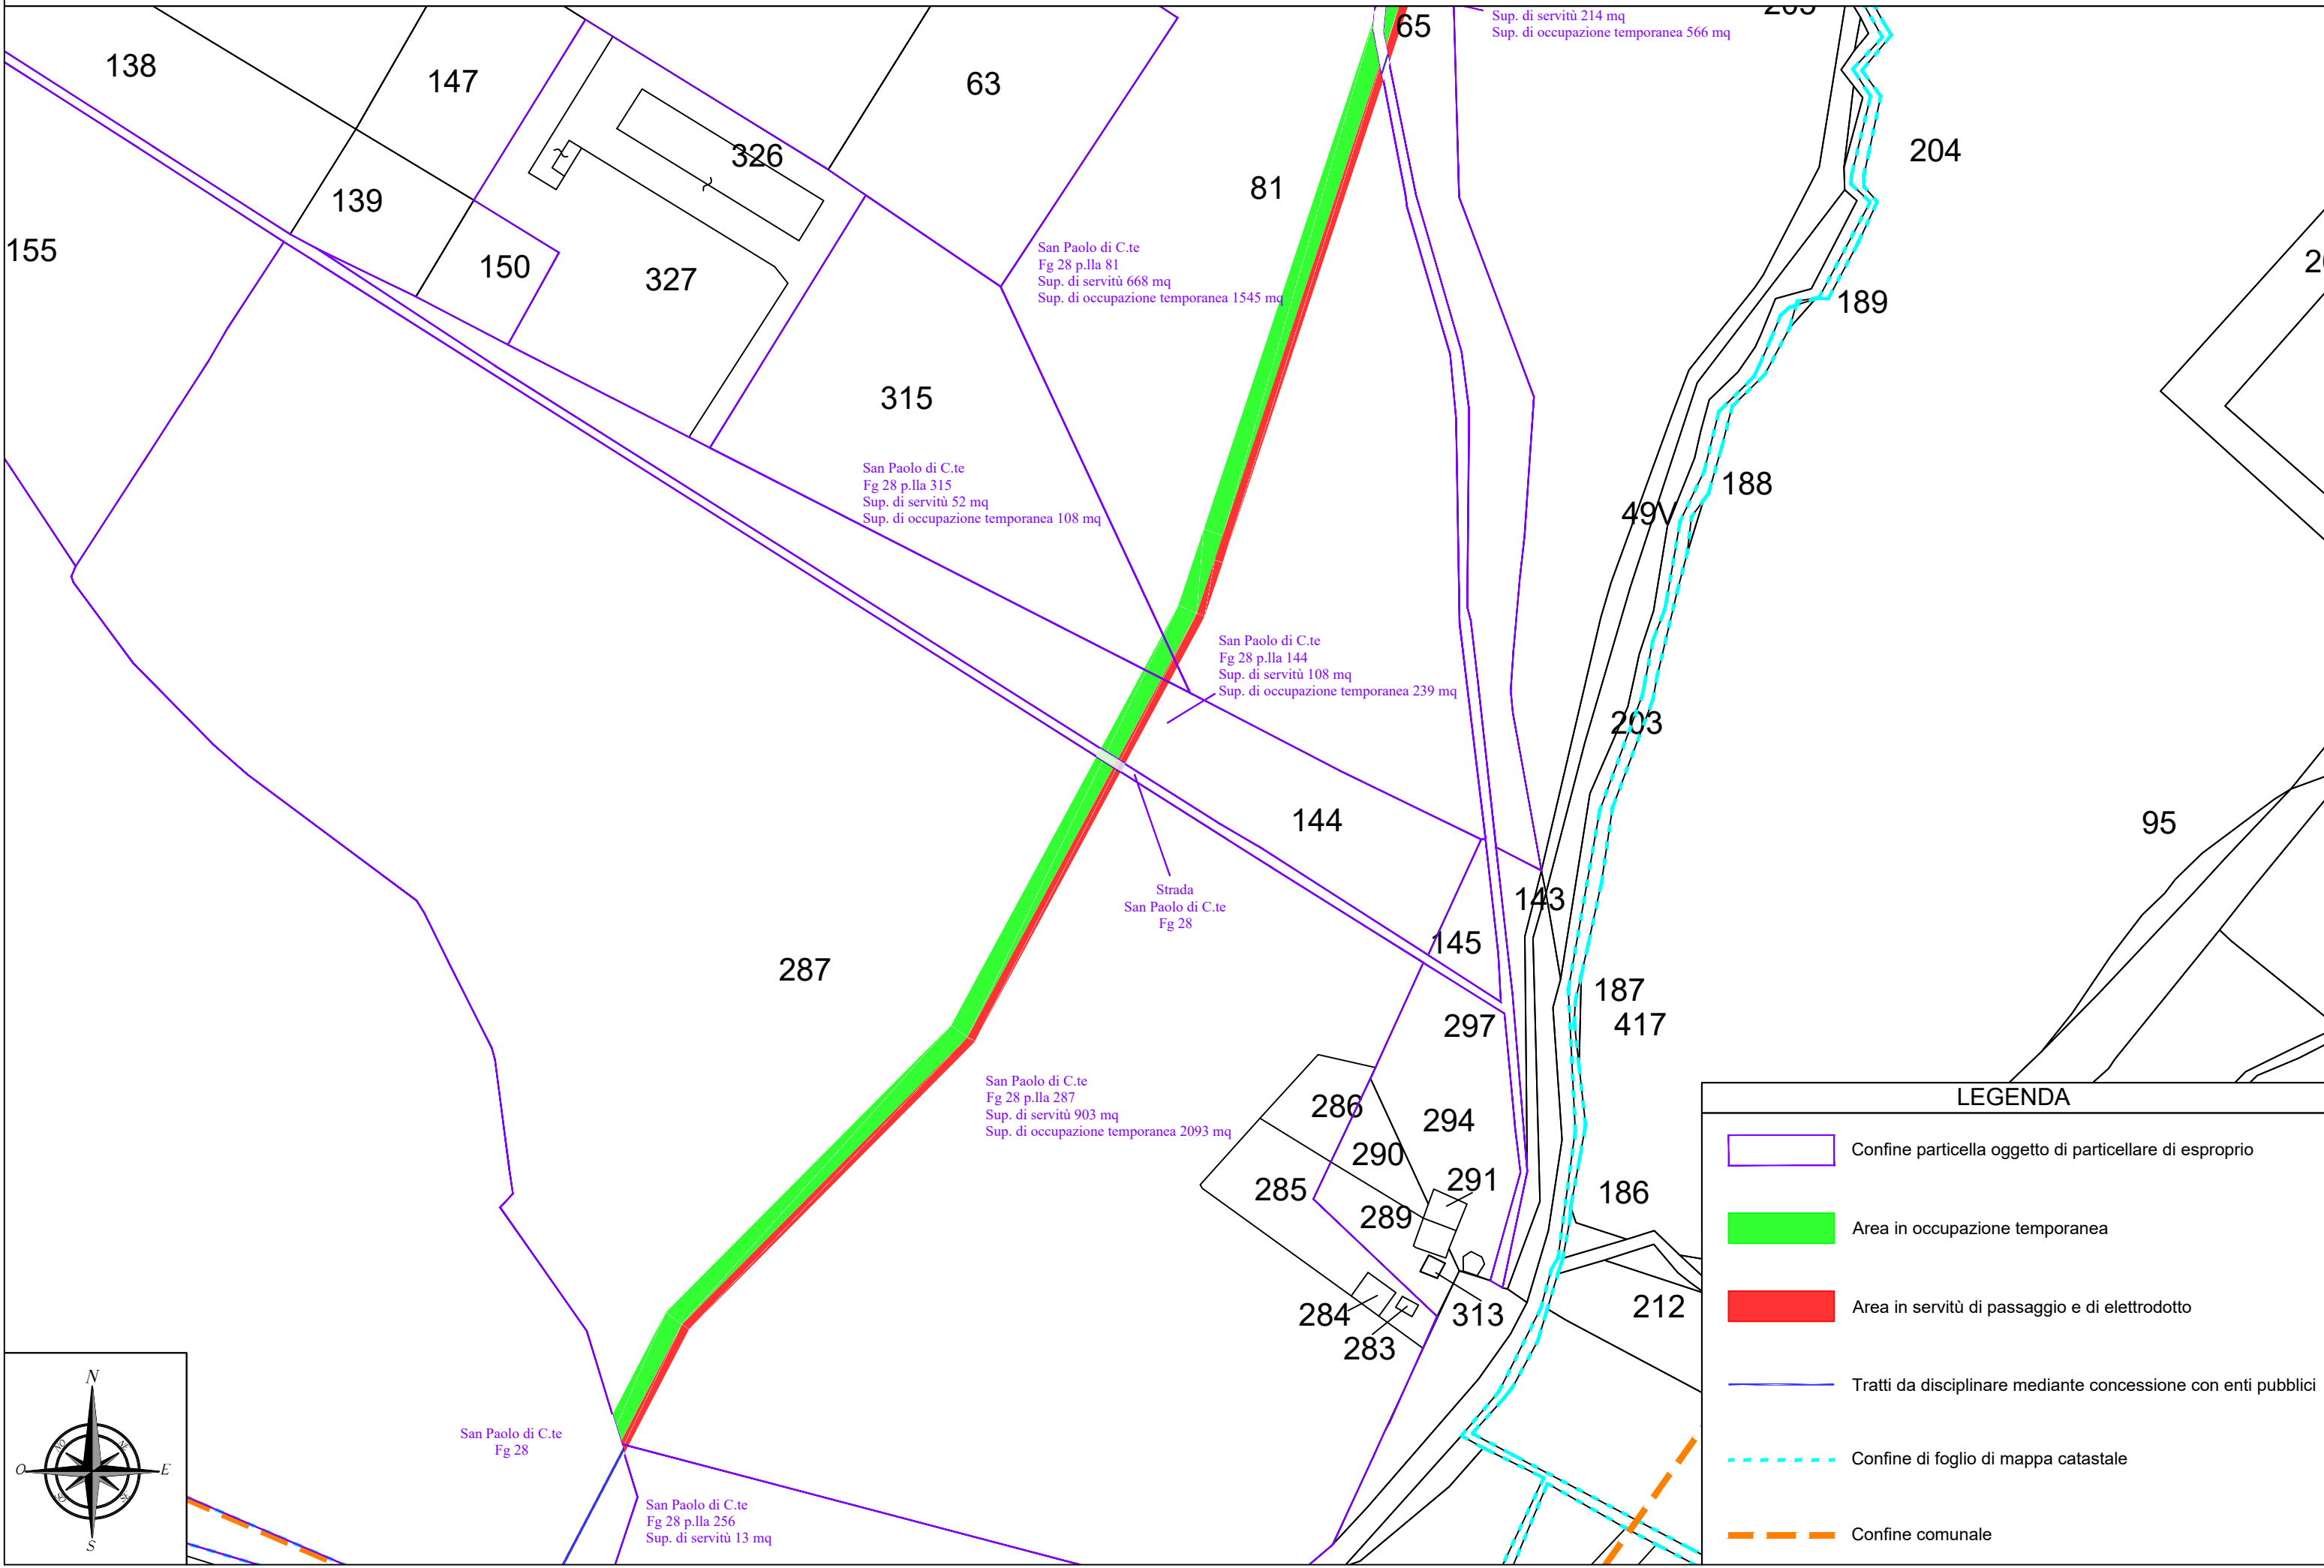 65
Sup. di servitù 214 mq
Sup. di occupazione temporanea 566 mq
138
147
63
326
204
139
81
155
150
327
San Paolo di C.te
Fg 28 p.lla 81
Sup. di servitù 668 mq
Sup. di occupazione temporanea 1545 mq
189
315
San Paolo di C.te
Fg 28 p.lla 315
Sup. di servitù 52 mq
Sup. di occupazione temporanea 108 mq
188
49V
San Paolo di C.te
Fg 28 p.lla 144
Sup. di servitù 108 mq
Sup. di occupazione temporanea 239 mq
203
144
95
Strada
San Paolo di C.te
Fg 28
143
145
287
187
297
417
San Paolo di C.te
Fg 28 p.lla 287
Sup. di servitù 903 mq
Sup. di occupazione temporanea 2093 mq
286
294
290
291
285
289
186
284
313
212
283
San Paolo di C.te
Fg 28
San Paolo di C.te
Fg 28 p.lla 256
Sup. di servitù 13 mq
N
O
E
S
LEGENDA
Confine particella oggetto di particellare di esproprio
Area in occupazione temporanea
Area in servitù di passaggio e di elettrodotto
Tratti da disciplinare mediante concessione con enti pubblici
Confine di foglio di mappa catastale
Confine comunale